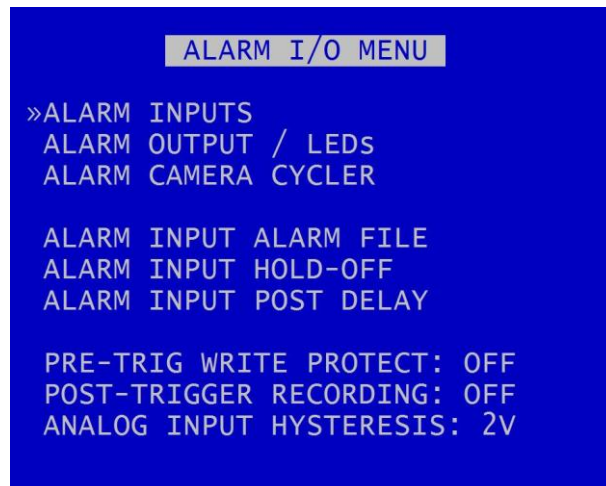 ALARM I/O MENU
»ALARM INPUTS
ALARM OUTPUT / LEDs
ALARM CAMERA CYCLER
ALARM INPUT ALARM FILE
ALARM INPUT HOLD-OFF
ALARM INPUT POST DELAY
PRE-TRIG WRITE PROTECT: OFF
POST-TRIGGER RECORDING: OFF
ANALOG INPUT HYSTERESIS: 2V